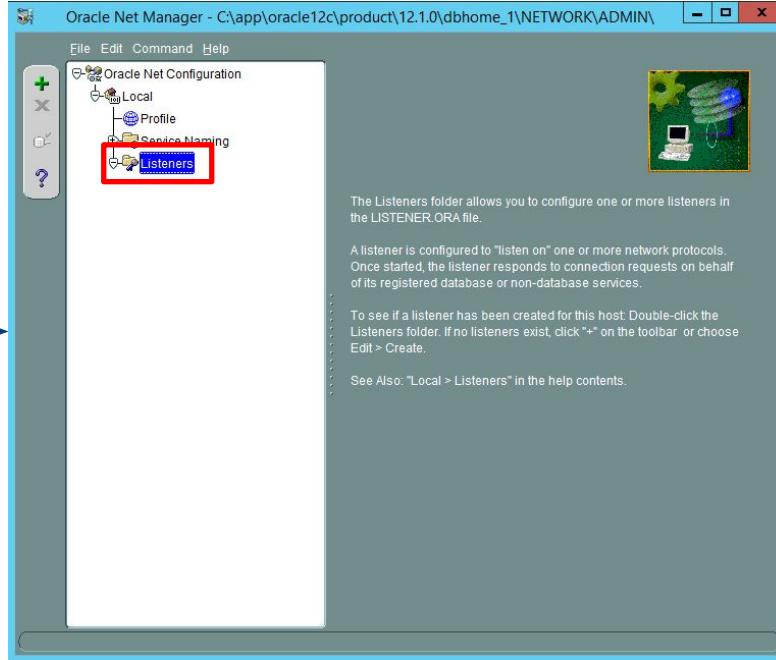 Oracle Net Manager - C:\app\oracle12c\product\12.1.0\dbhome_1\NETWORK\ADMIN\
File Edit Command Help
Oracle Net Configuration
Local
Profile
Service Naming
Listeners
The Listeners folder allows you to configure one or more listeners in
the LISTENER.ORA file.
A listener is configured to "listen on" one or more network protocols.
Once started, the listener responds to connection requests on behalf
of its registered database or non-database services.
To see if a listener has been created for this host: Double-click the
Listeners folder. If no listeners exist, click "+" on the toolbar or choose
Edit > Create.
See Also: "Local > Listeners" in the help contents.